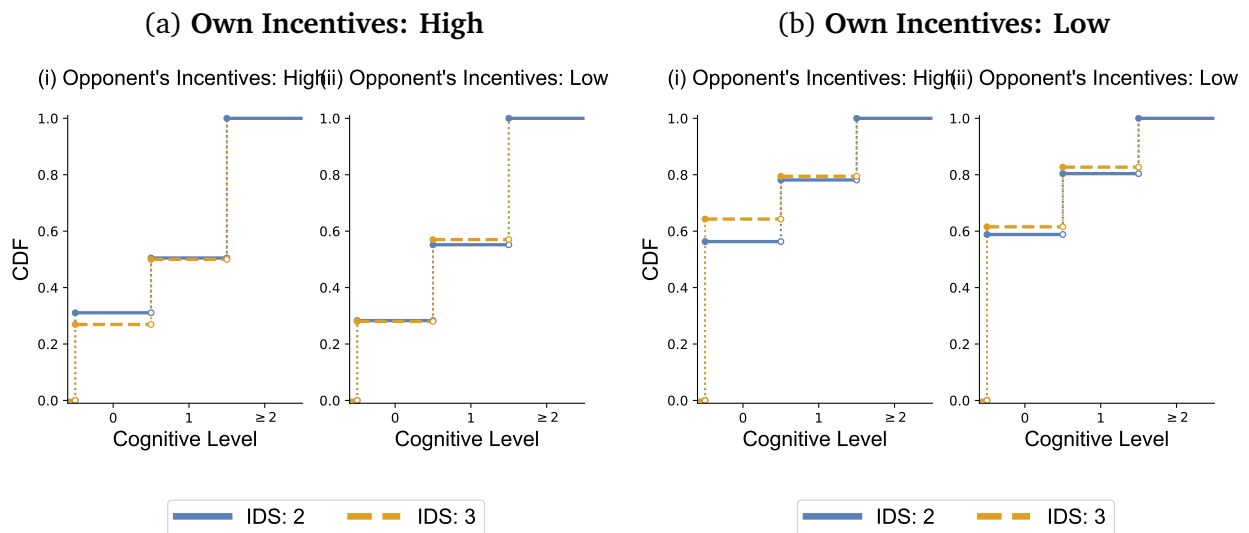 (a) Own Incentives: High
(b) Own Incentives: Low
(i) Opponent's Incentives: High
(ii) Opponent's Incentives: Low
(i) Opponent's Incentives: High
(ii) Opponent's Incentives: Low
CDF
1.0
0.8
0.6
0.4
0.2
0.0
0 1 ≥ 2
Cognitive Level
1.0
0.8
0.6
0.4
0.2
0.0
0 1 ≥ 2
Cognitive Level
CDF
1.0
0.8
0.6
0.4
0.2
0.0
0 1 ≥ 2
Cognitive Level
1.0
0.8
0.6
0.4
0.2
0.0
0 1 ≥ 2
Cognitive Level
IDS: 2 IDS: 3
IDS: 2 IDS: 3